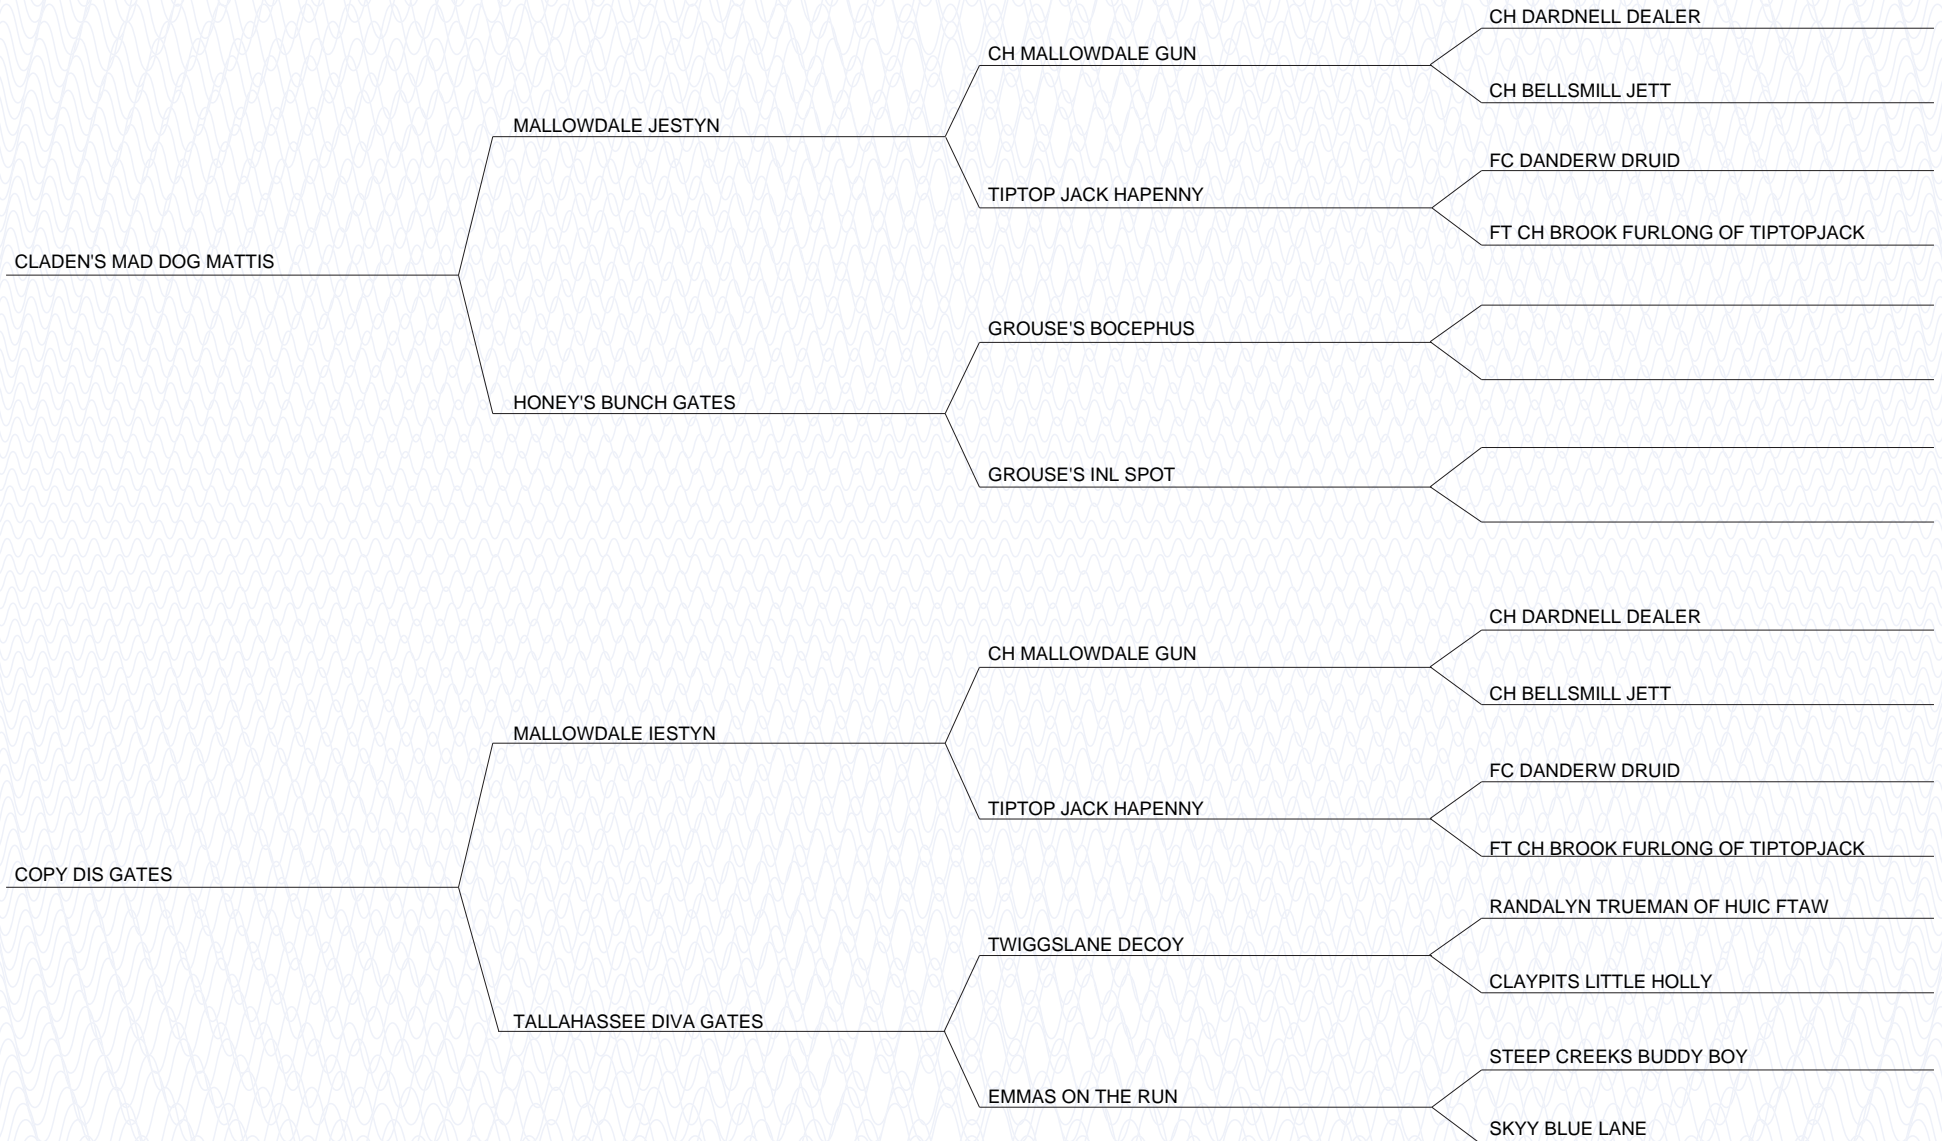 CH DARDNELL DEALER
CH MALLOWDALE GUN
CH BELLSMILL JETT
MALLOWDALE JESTYN
FC DANDERW DRUID
TIPTOP JACK HAPENNY
FT CH BROOK FURLONG OF TIPTOPJACK
CLADEN'S MAD DOG MATTIS
GROUSE'S BOCEPHUS
HONEY'S BUNCH GATES
GROUSE'S INL SPOT
CH DARDNELL DEALER
CH MALLOWDALE GUN
CH BELLSMILL JETT
MALLOWDALE IESTYN
FC DANDERW DRUID
TIPTOP JACK HAPENNY
FT CH BROOK FURLONG OF TIPTOPJACK
COPY DIS GATES
RANDALYN TRUEMAN OF HUIC FTAW
TWIGGSLANE DECOY
CLAYPITS LITTLE HOLLY
TALLAHASSEE DIVA GATES
STEEP CREEKS BUDDY BOY
EMMAS ON THE RUN
SKYY BLUE LANE